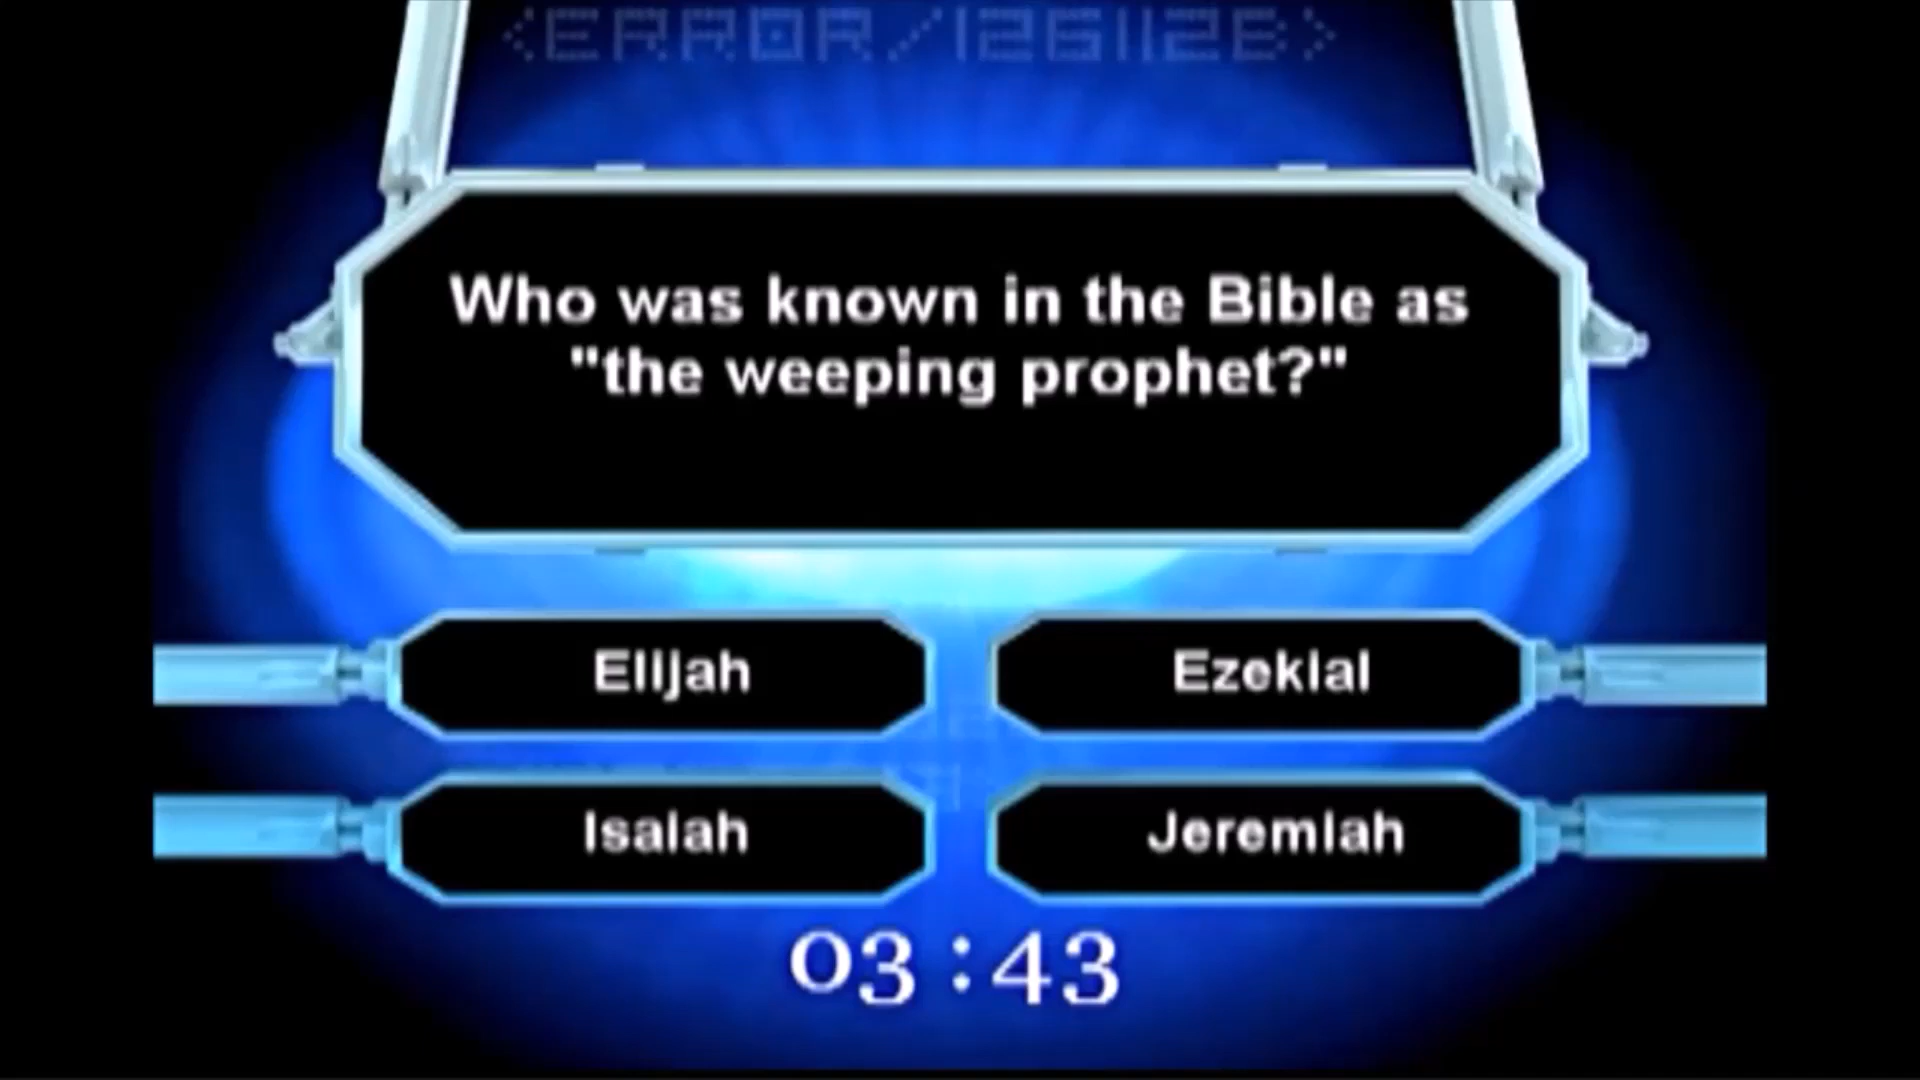 <ERROR/126112B>
Who was known in the Bible as
"the weeping prophet?"
Elijah
Ezekial
Isaiah
Jeremiah
03:43